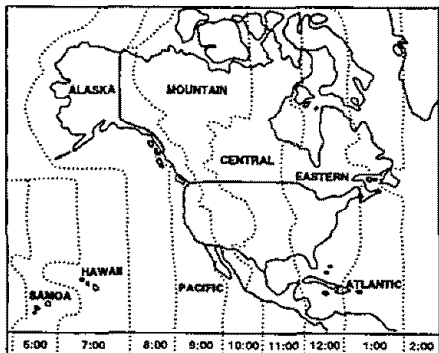 ALASKA MOUNTAIN
CENTRAL
EASTERN
HAWAII
SAMOA PACIFIC ATLANTIC
6:00 7:00 8:00 9:00 10:00 11:00 12:00 1:00 2:00